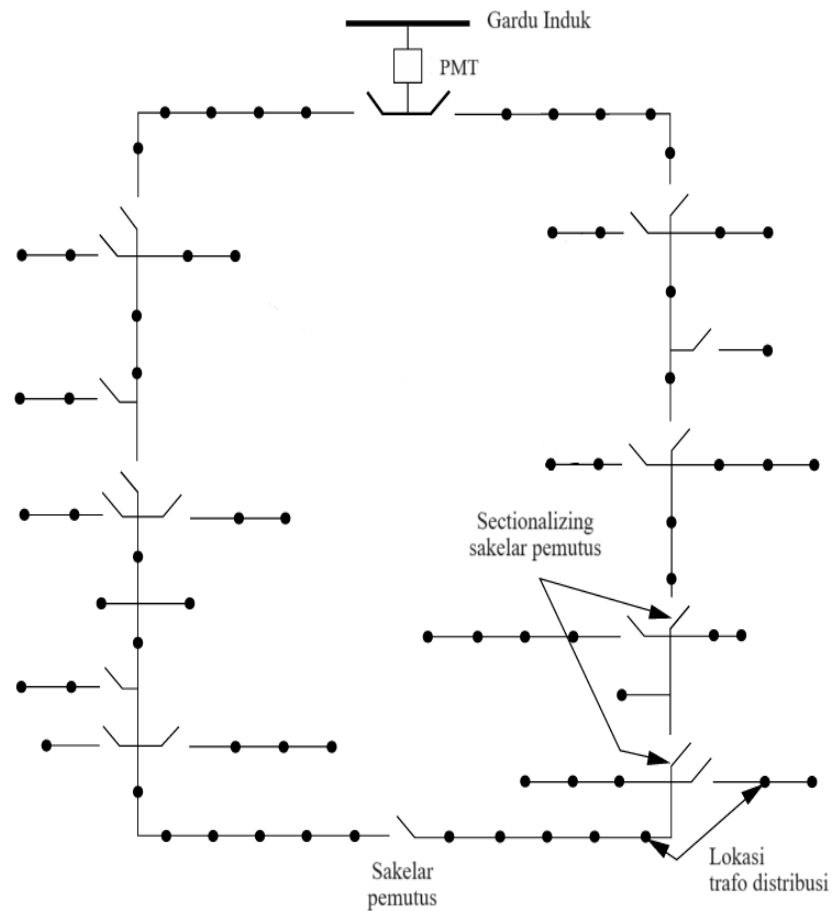 Gardu Induk
PMT
Sectionalizing
sakelar pemutus
Sakelar
pemutus
Lokasi
trafo distribusi